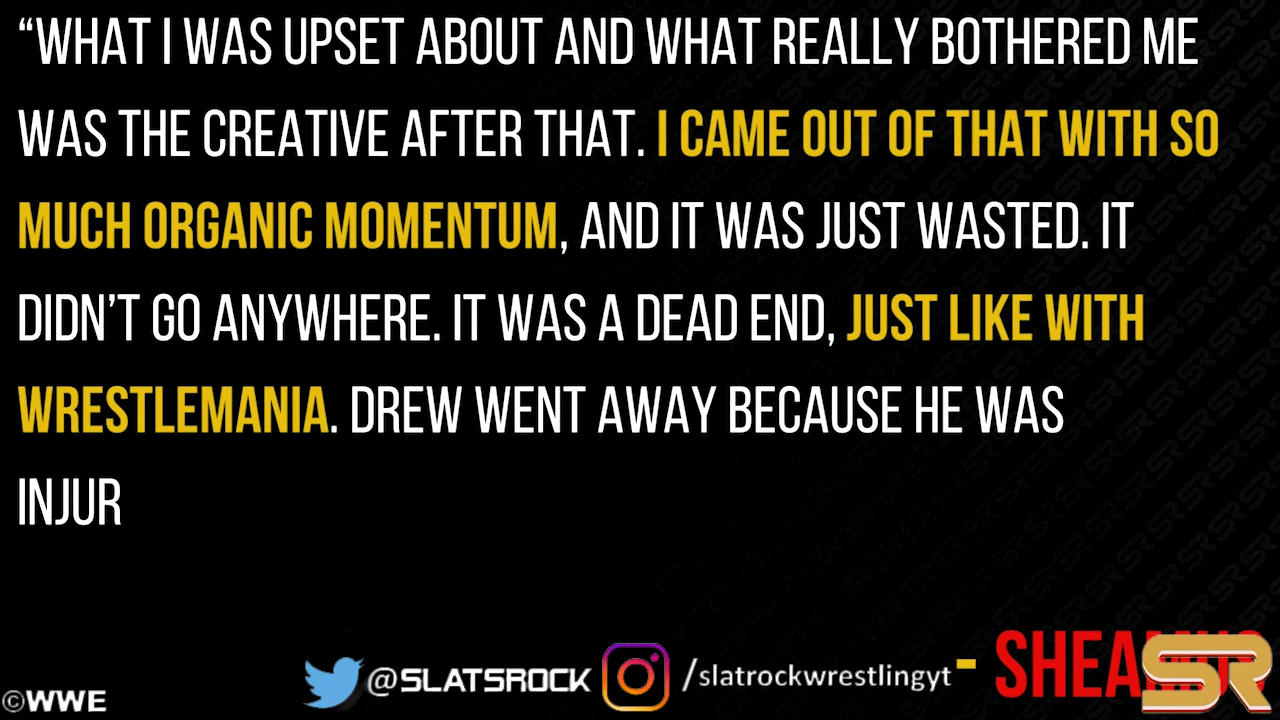 “WHAT I WAS UPSET ABOUT AND WHAT REALLY BOTHERED ME
WAS THE CREATIVE AFTER THAT. I CAME OUT OF THAT WITH SO
MUCH ORGANIC MOMENTUM, AND IT WAS JUST WASTED. IT
DIDN’T GO ANYWHERE. IT WAS A DEAD END, JUST LIKE WITH
WRESTLEMANIA. DREW WENT AWAY BECAUSE HE WAS
INJUR
- SHEAMUS
SR
@SLATSROCK /slatrockwrestlingyt
©WWE